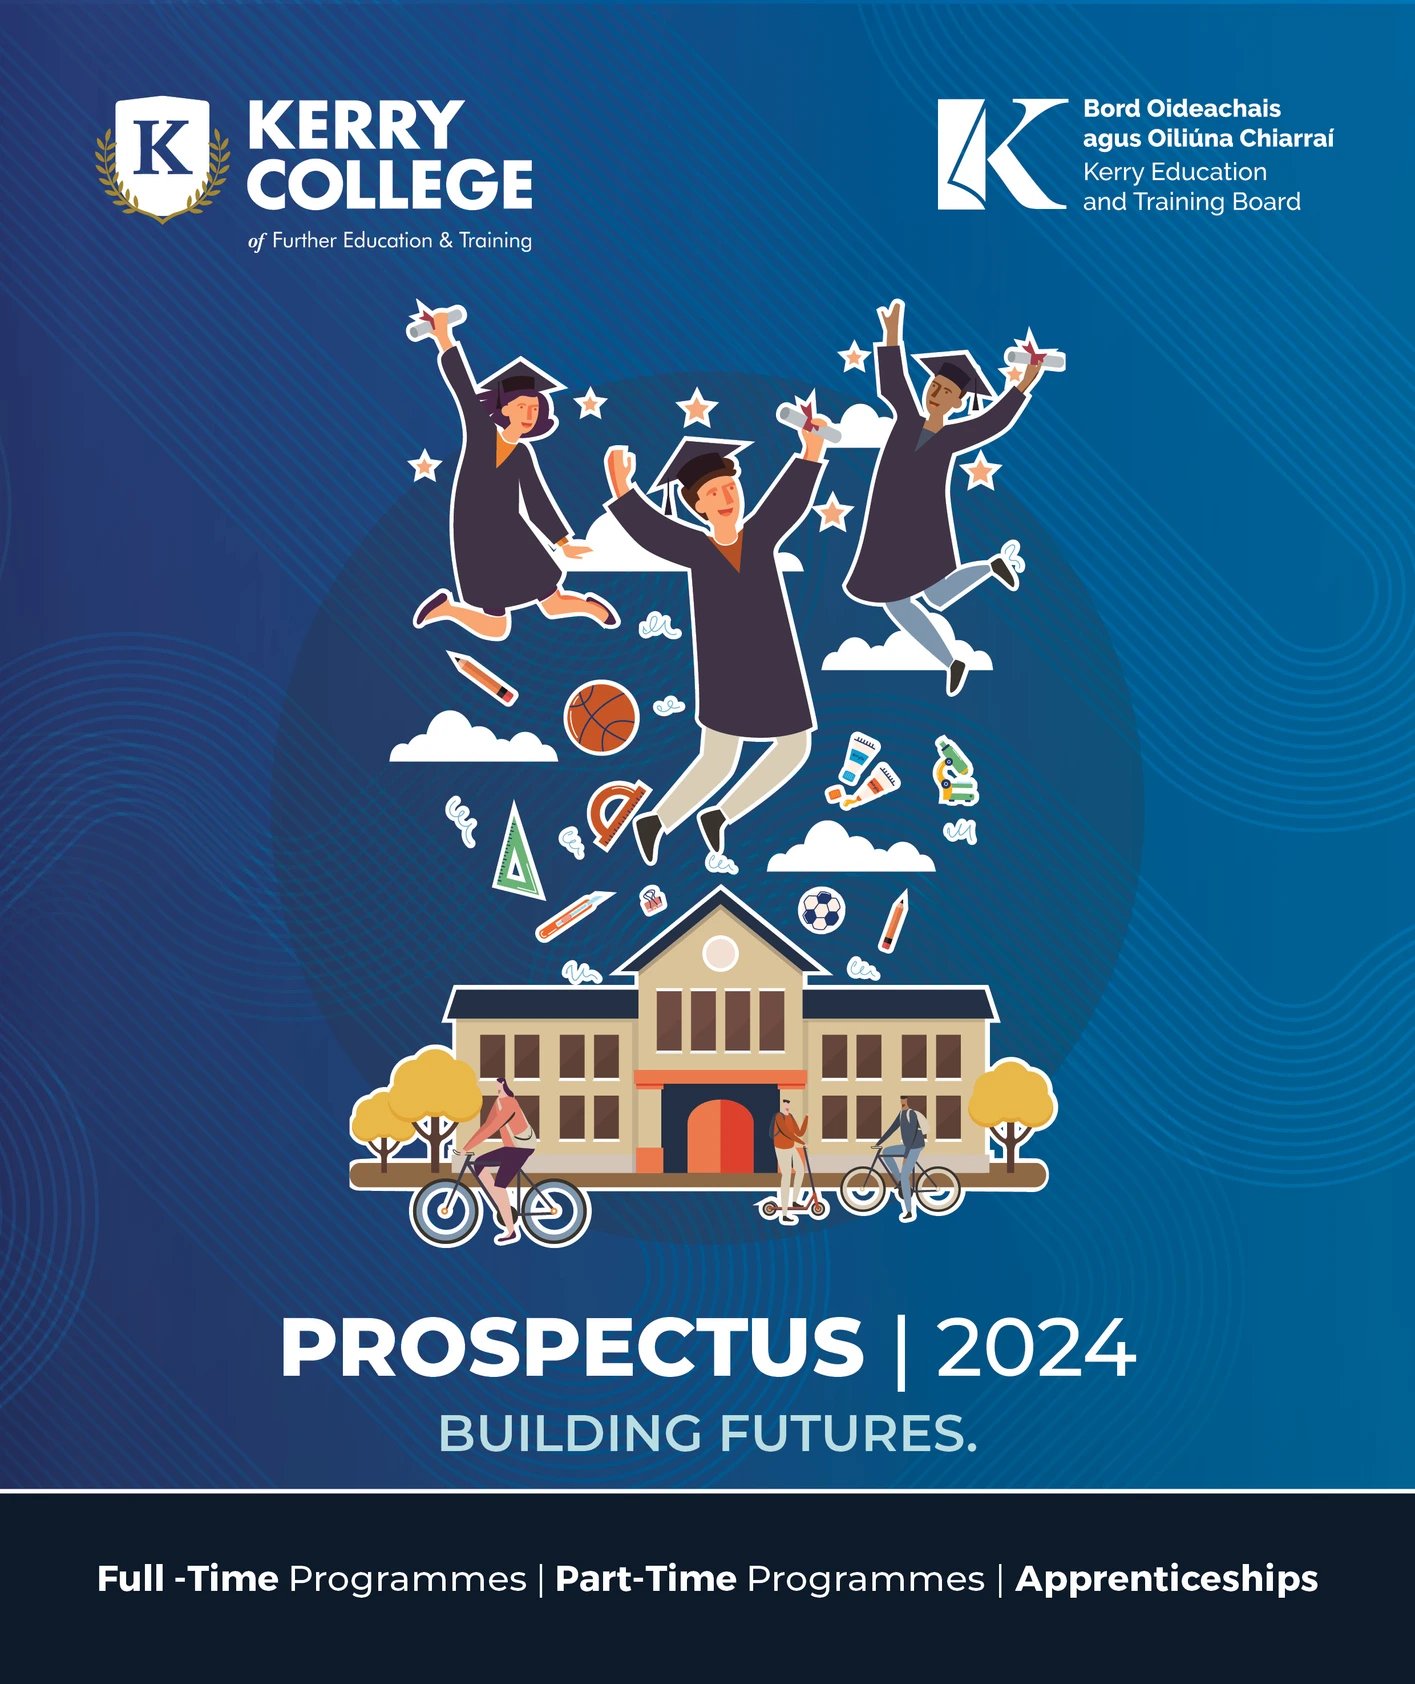 K
KERRY
COLLEGE
of Further Education & Training
K
Bord Oideachais
agus Oiliúna Chiarraí
Kerry Education
and Training Board
PROSPECTUS | 2024
BUILDING FUTURES.
Full -Time Programmes | Part-Time Programmes | Apprenticeships